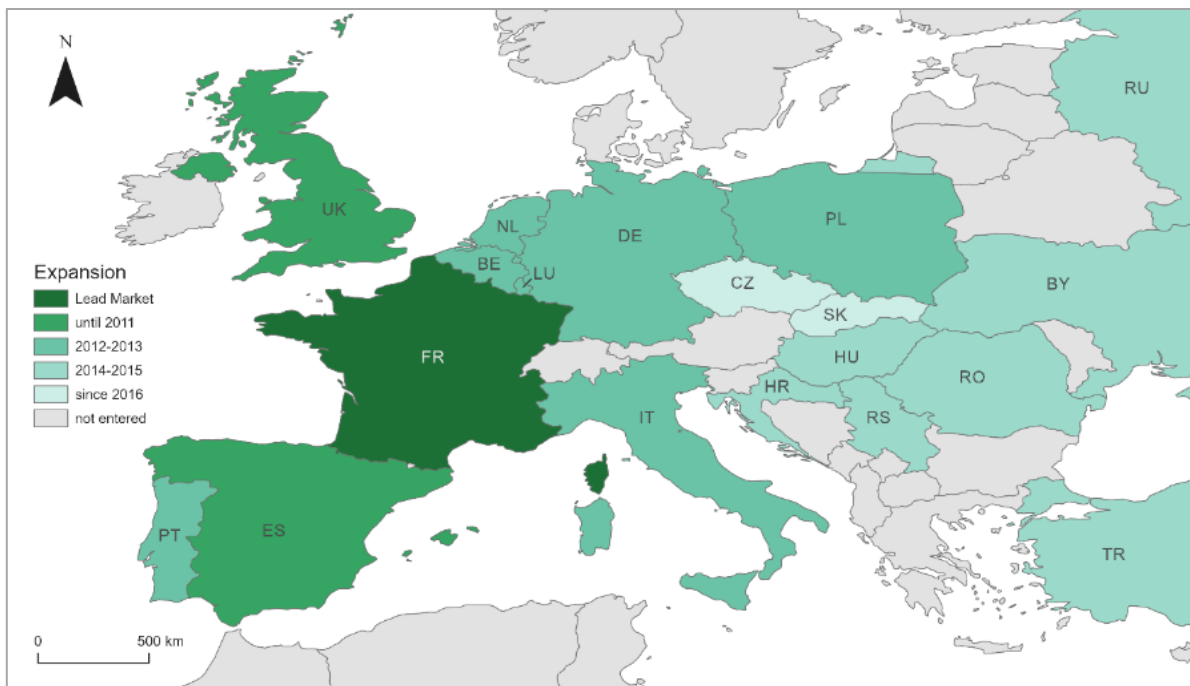 N
RU
UK
NL
DE
PL
BE
LU
BY
CZ
SK
Expansion
Lead Market
until 2011
2012-2013
2014-2015
since 2016
not entered
FR
HU
RO
HR
IT
RS
PT
ES
TR
0 500 km